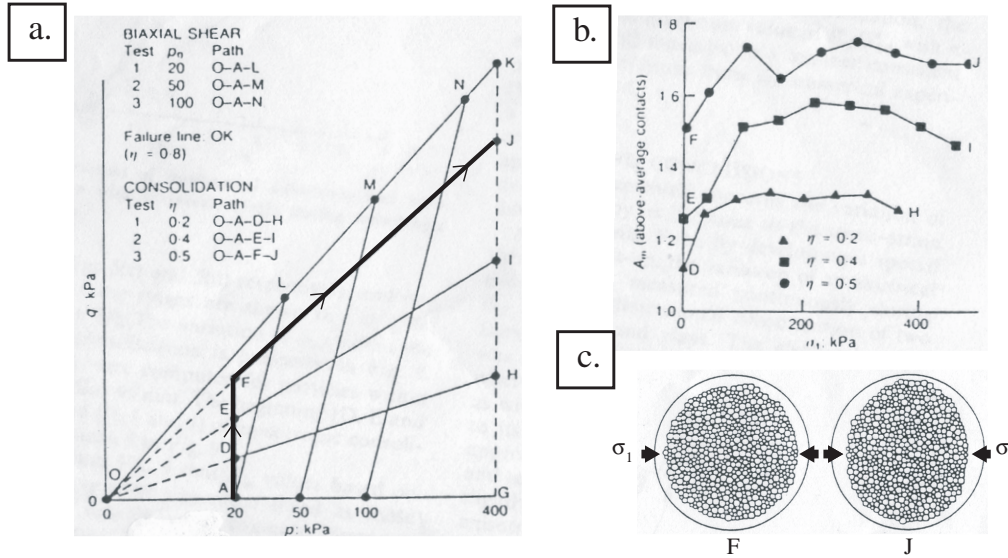 a.
BIAXIAL SHEAR
Test pn Path
1 20 O–A–L
2 50 O–A–M
3 100 O–A–N
Failure line. OK
(η = 0·8)
CONSOLIDATION
Test η Path
1 0·2 O–A–D–H
2 0·4 O–A–E–I
3 0·5 O–A–F–J
K
N
J
M
I
L
H
F
E
D
O
A
G
q: kPa
0
0
20
50
100
400
p: kPa
b.
1·8
1·6
1·4
1·2
1·0
Am (above-average contacts)
J
F
I
E
H
D
η = 0·2
η = 0·4
η = 0·5
0
200
400
σ1: kPa
c.
σ1
σ
F
J